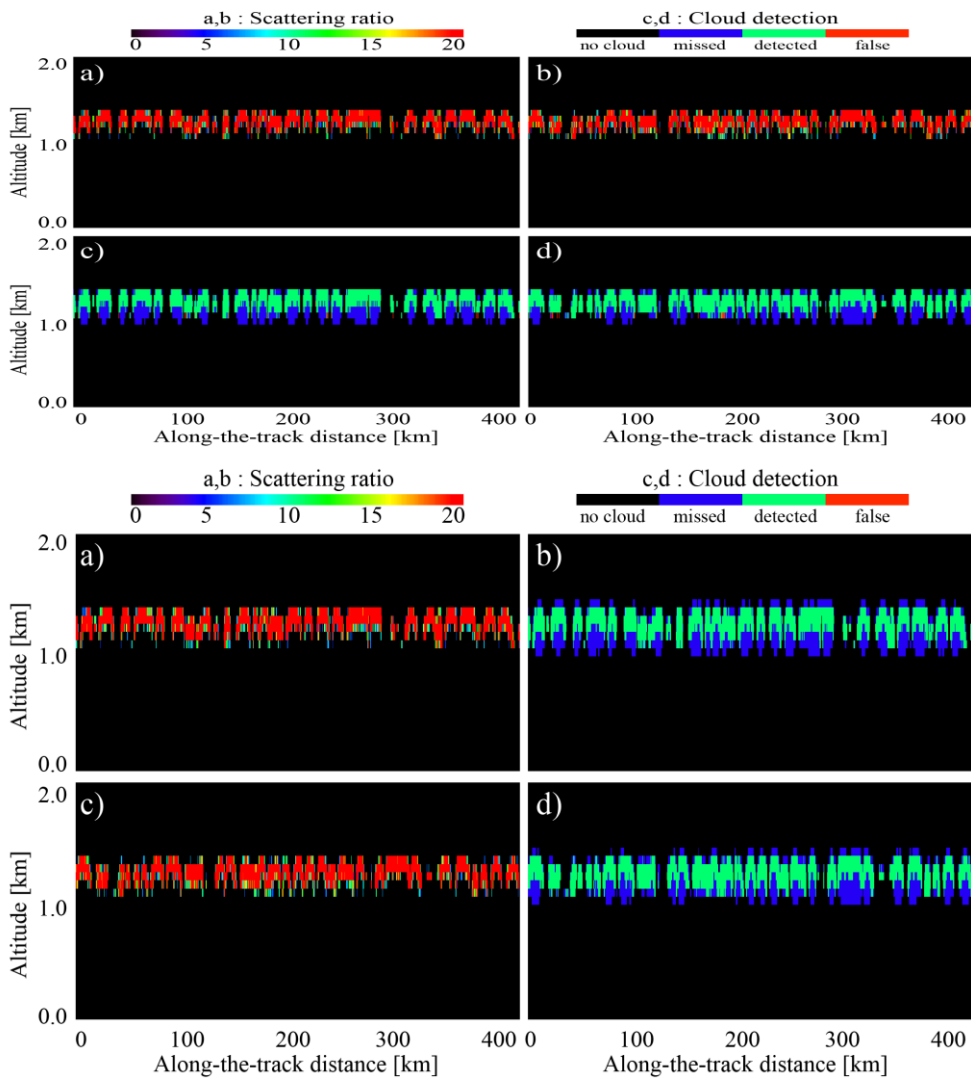 a,b : Scattering ratio
c,d : Cloud detection
0 5 10 15 20
no cloud missed detected false
2.0
a)
b)
Altitude [km]
1.0
0.0
2.0
c)
d)
Altitude [km]
1.0
0.0
0 100 200 300 400
0 100 200 300 400
Along-the-track distance [km]
Along-the-track distance [km]
a,b : Scattering ratio
c,d : Cloud detection
0 5 10 15 20
no cloud missed detected false
2.0
a)
b)
Altitude [km]
1.0
0.0
2.0
c)
d)
Altitude [km]
1.0
0.0
0 100 200 300 400
0 100 200 300 400
Along-the-track distance [km]
Along-the-track distance [km]